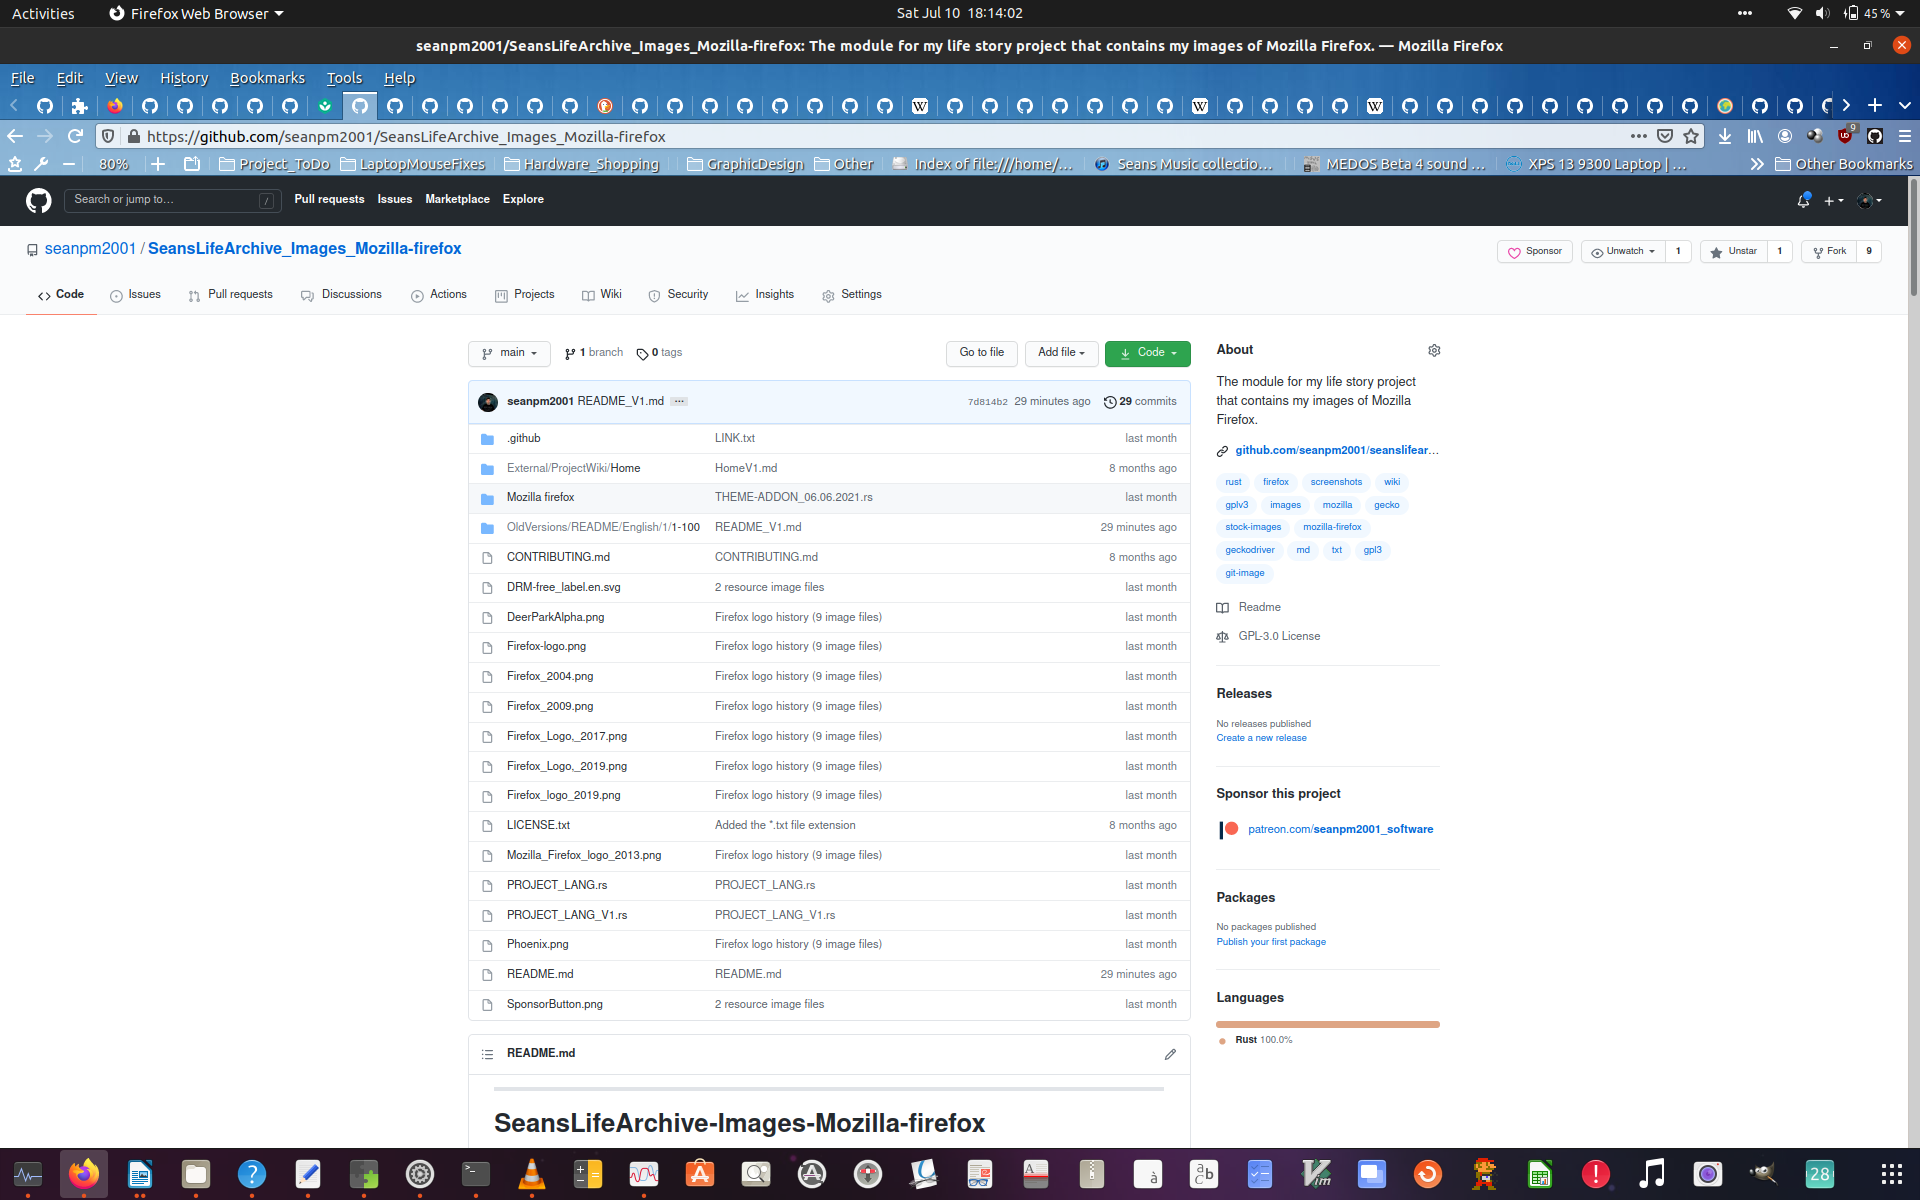 Activities Firefox Web Browser Sat Jul 10 18:14:02 45 %
seanpm2001/SeansLifeArchive_Images_Mozilla-firefox: The module for my life story project that contains my images of Mozilla Firefox. — Mozilla Firefox
File Edit View History Bookmarks Tools Help
https://github.com/seanpm2001/SeansLifeArchive_Images_Mozilla-firefox 9
80% Project_ToDo LaptopMouseFixes Hardware_Shopping GraphicDesign Other Index of file:///home/... Seans Music collectio... MEDOS Beta 4 sound ... XPS 13 9300 Laptop | ... Other Bookmarks
Search or jump to... / Pull requests Issues Marketplace Explore
seanpm2001 / SeansLifeArchive_Images_Mozilla-firefox Sponsor Unwatch 1 Unstar 1 Fork 9
Code Issues Pull requests Discussions Actions Projects Wiki Security Insights Settings
main 1 branch 0 tags Go to file Add file Code
seanpm2001 README_V1.md ... 7d814b2 29 minutes ago 29 commits
.github LINK.txt last month
External/ProjectWiki/Home HomeV1.md 8 months ago
Mozilla firefox THEME-ADDON_06.06.2021.rs last month
OldVersions/README/English/1/1-100 README_V1.md 29 minutes ago
CONTRIBUTING.md CONTRIBUTING.md 8 months ago
DRM-free_label.en.svg 2 resource image files last month
DeerParkAlpha.png Firefox logo history (9 image files) last month
Firefox-logo.png Firefox logo history (9 image files) last month
Firefox_2004.png Firefox logo history (9 image files) last month
Firefox_2009.png Firefox logo history (9 image files) last month
Firefox_Logo,_2017.png Firefox logo history (9 image files) last month
Firefox_Logo,_2019.png Firefox logo history (9 image files) last month
Firefox_logo_2019.png Firefox logo history (9 image files) last month
LICENSE.txt Added the *.txt file extension 8 months ago
Mozilla_Firefox_logo_2013.png Firefox logo history (9 image files) last month
PROJECT_LANG.rs PROJECT_LANG.rs last month
PROJECT_LANG_V1.rs PROJECT_LANG_V1.rs last month
Phoenix.png Firefox logo history (9 image files) last month
README.md README.md 29 minutes ago
SponsorButton.png 2 resource image files last month
README.md
SeansLifeArchive-Images-Mozilla-firefox
About
The module for my life story project
that contains my images of Mozilla
Firefox.
github.com/seanpm2001/seanslifear...
rust firefox screenshots wiki
gplv3 images mozilla gecko
stock-images mozilla-firefox
geckodriver md txt gpl3
git-image
Readme
GPL-3.0 License
Releases
No releases published
Create a new release
Sponsor this project
patreon.com/seanpm2001_software
Packages
No packages published
Publish your first package
Languages
Rust 100.0%
28